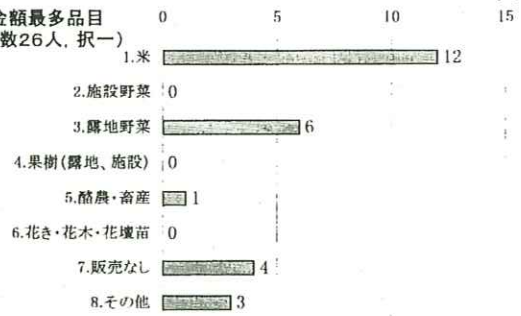 金額最多品目
数26人, 択一)
0 5 10 15
1.米 12
2.施設野菜 0
3.露地野菜 6
4.果樹(露地、施設) 0
5.酪農・畜産 1
6.花き・花木・花壇苗 0
7.販売なし 4
8.その他 3